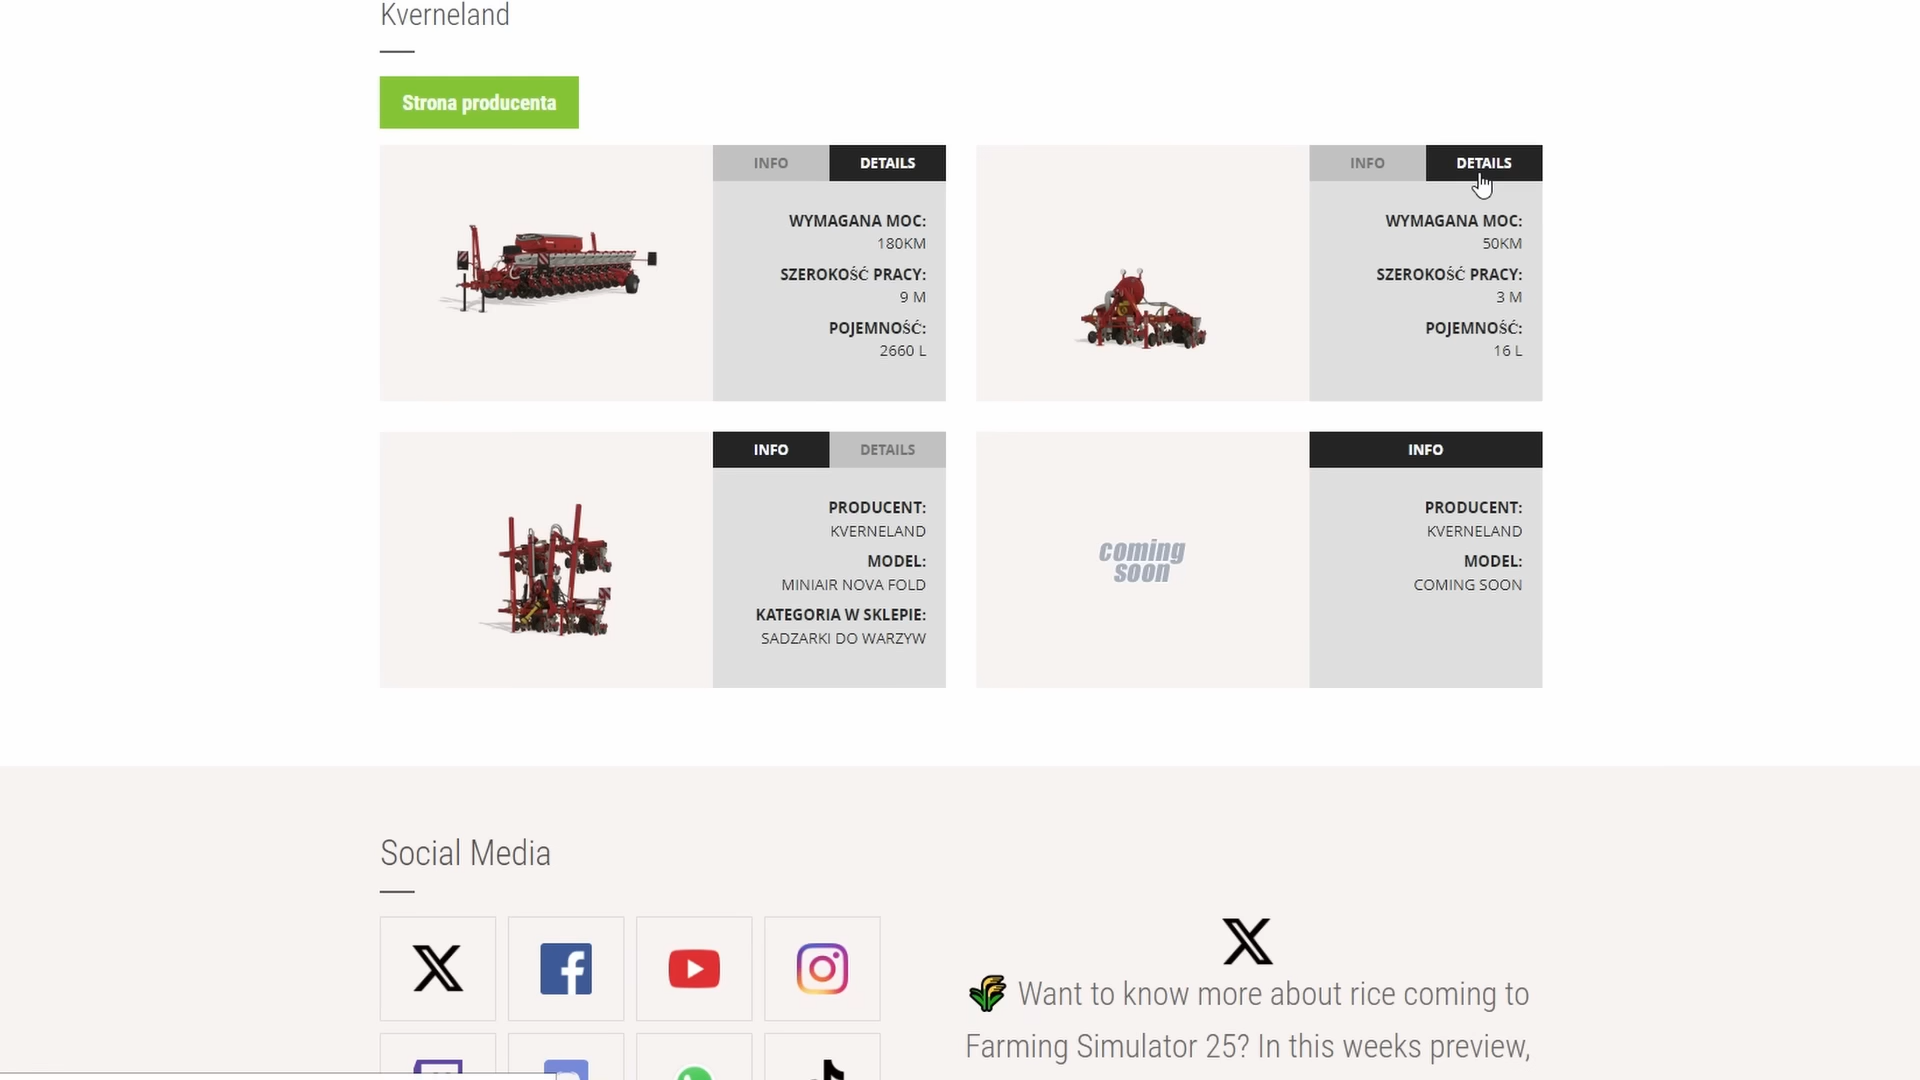 Kverneland
Strona producenta
INFO
DETAILS
WYMAGANA MOC:
180KM
SZEROKOŚĆ PRACY:
9 M
POJEMNOŚĆ:
2660 L
INFO
DETAILS
WYMAGANA MOC:
50KM
SZEROKOŚĆ PRACY:
3 M
POJEMNOŚĆ:
16 L
INFO
DETAILS
PRODUCENT:
KVERNELAND
MODEL:
MINIAIR NOVA FOLD
KATEGORIA W SKLEPIE:
SADZARKI DO WARZYW
coming
soon
INFO
PRODUCENT:
KVERNELAND
MODEL:
COMING SOON
Social Media
Want to know more about rice coming to
Farming Simulator 25? In this weeks preview,